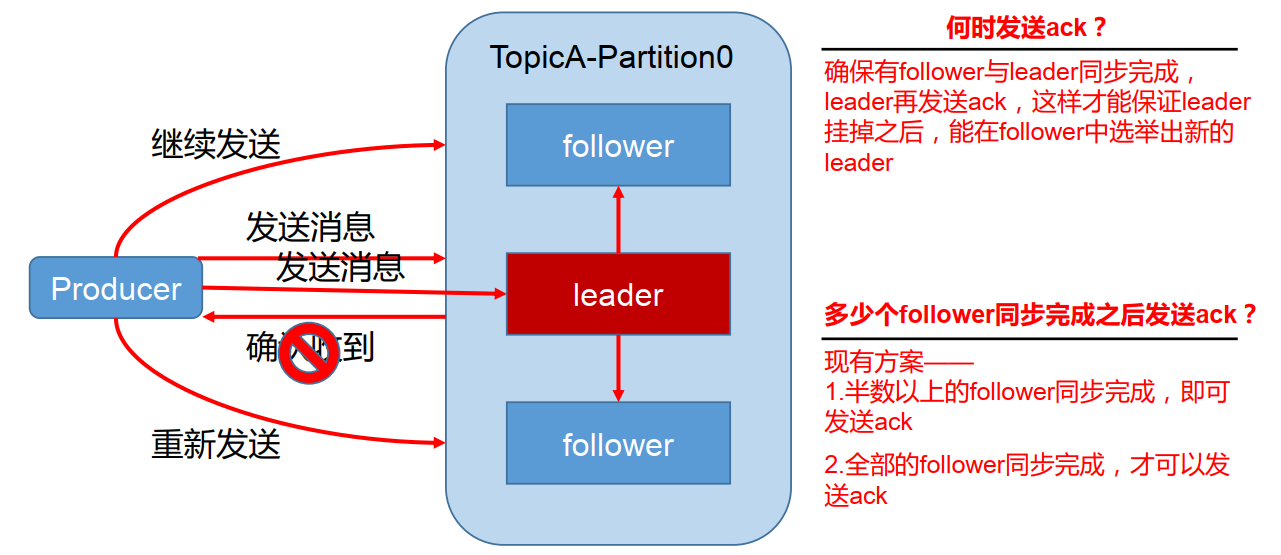 TopicA-Partition0
继续发送
follower
发送消息
发送消息
Producer
leader
确 收到
重新发送
follower
何时发送ack？
确保有follower与leader同步完成，
leader再发送ack，这样才能保证leader
挂掉之后，能在follower中选举出新的
leader
多少个follower同步完成之后发送ack？
现有方案——
1.半数以上的follower同步完成，即可
发送ack
2.全部的follower同步完成，才可以发
送ack